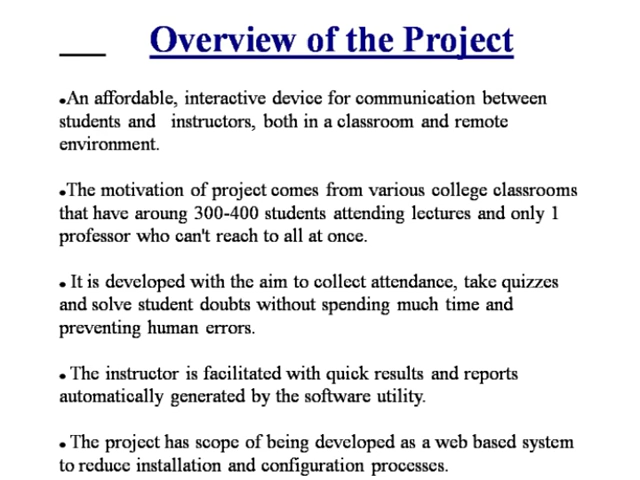 Overview of the Project
•An affordable, interactive device for communication between
students and instructors, both in a classroom and remote
environment.
•The motivation of project comes from various college classrooms
that have aroung 300-400 students attending lectures and only 1
professor who can't reach to all at once.
• It is developed with the aim to collect attendance, take quizzes
and solve student doubts without spending much time and
preventing human errors.
• The instructor is facilitated with quick results and reports
automatically generated by the software utility.
• The project has scope of being developed as a web based system
to reduce installation and configuration processes.